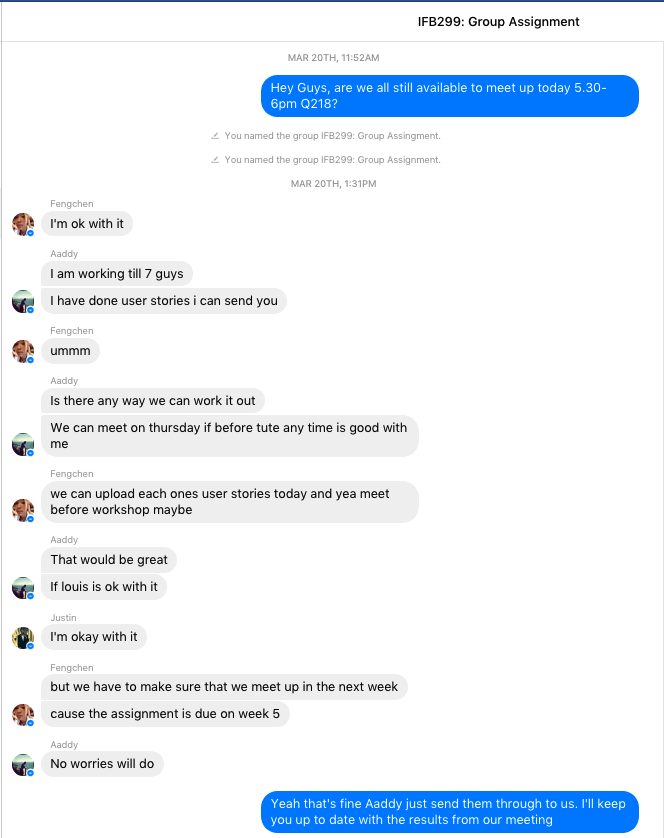 IFB299: Group Assignment
MAR 20TH, 11:52AM
Hey Guys, are we all still available to meet up today 5.30-
6pm Q218?
You named the group IFB299: Group Assingment.
You named the group IFB299: Group Assignment.
MAR 20TH, 1:31PM
Fengchen
I'm ok with it
Aaddy
I am working till 7 guys
I have done user stories i can send you
Fengchen
ummm
Aaddy
Is there any way we can work it out
We can meet on thursday if before tute any time is good with
me
Fengchen
we can upload each ones user stories today and yea meet
before workshop maybe
Aaddy
That would be great
If louis is ok with it
Justin
I'm okay with it
Fengchen
but we have to make sure that we meet up in the next week
cause the assignment is due on week 5
Aaddy
No worries will do
Yeah that's fine Aaddy just send them through to us. I'll keep
you up to date with the results from our meeting